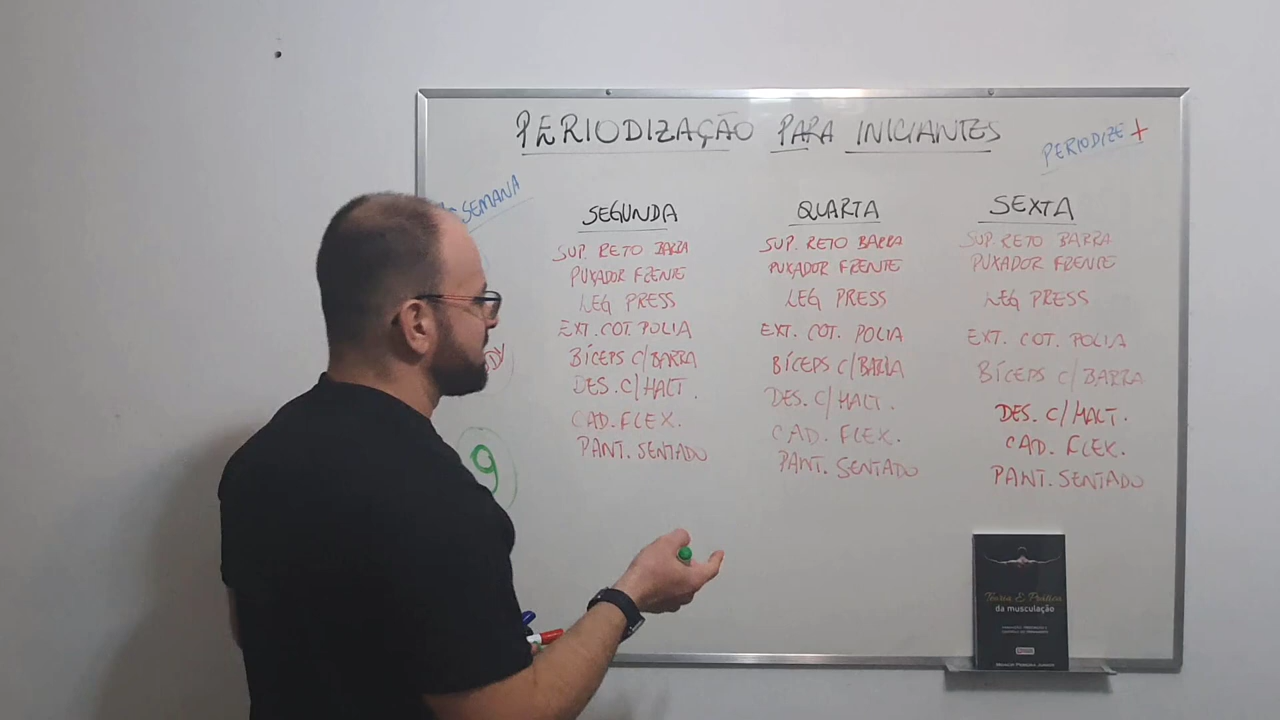 PERIODIZAÇÃO PARA INICIANTES
PERIODIZE +
SEMANA
SEGUNDA
SUP. RETO BARRA
PUXADOR FRENTE
LEG PRESS
EXT. COT. POLIA
BÍCEPS C/BARRA
DES. C/HALT.
CAD. FLEX.
PANT. SENTADO
QUARTA
SUP. RETO BARRA
PUXADOR FRENTE
LEG PRESS
EXT. COT. POLIA
BÍCEPS C/BARRA
DES. C/HALT.
CAD. FLEX.
PANT. SENTADO
SEXTA
SUP. RETO BARRA
PUXADOR FRENTE
LEG PRESS
EXT. COT. POLIA
BÍCEPS C/BARRA
DES. C/HALT.
CAD. FLEX.
PANT. SENTADO
9
Teoria E Prática
da musculação